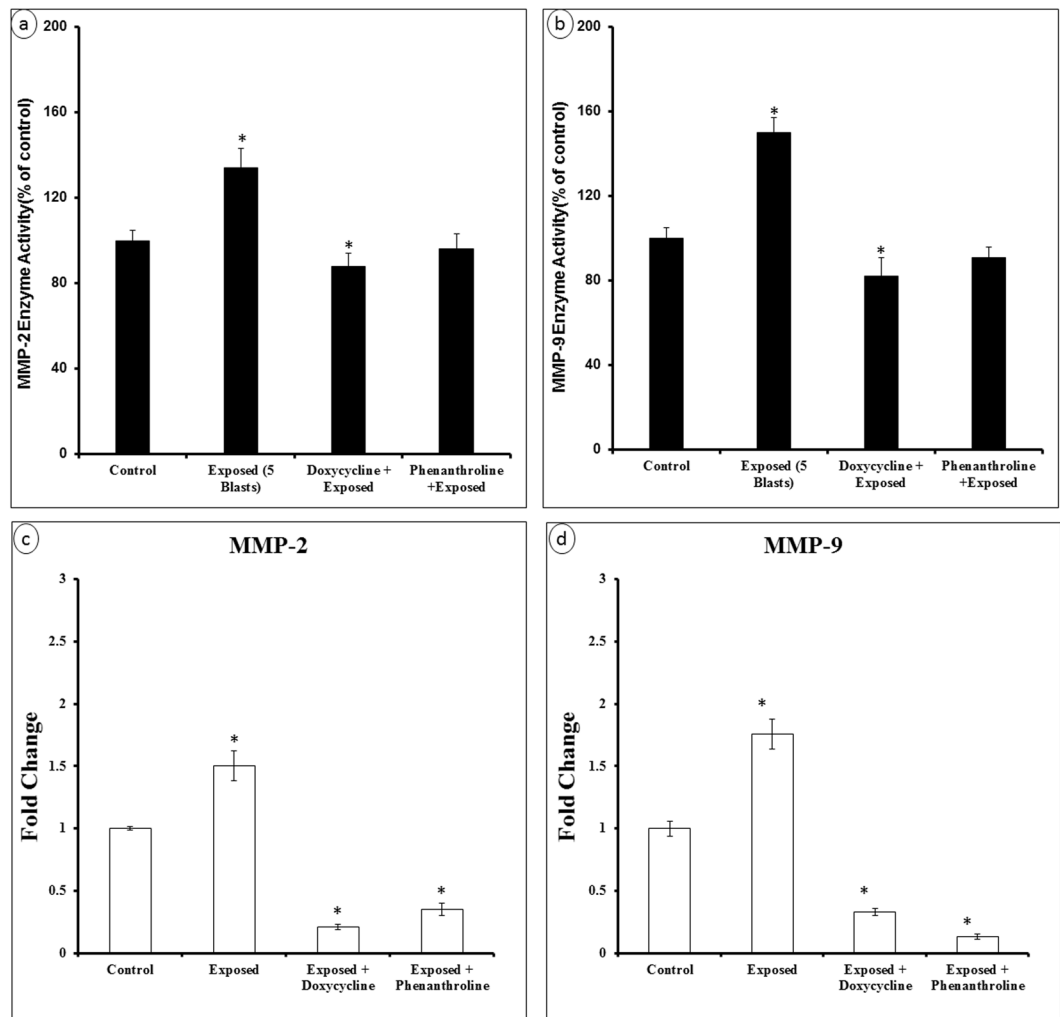 a
200
160
120
80
40
0
MMP-2 Enzyme Activity(% of control)
*
*
Control
Exposed (5
Blasts)
Doxycycline +
Exposed
Phenanthroline
+Exposed
b
200
160
120
80
40
0
MMP-9 Enzyme Activity(% of control)
*
*
Control
Exposed (5
Blasts)
Doxycycline +
Exposed
Phenanthroline
+Exposed
c
MMP-2
3
2.5
2
1.5
1
0.5
0
Fold Change
*
*
*
Control
Exposed
Exposed +
Doxycycline
Exposed +
Phenanthroline
d
MMP-9
3
2.5
2
1.5
1
0.5
0
Fold Change
*
*
*
Control
Exposed
Exposed +
Doxycycline
Exposed +
Phenanthroline